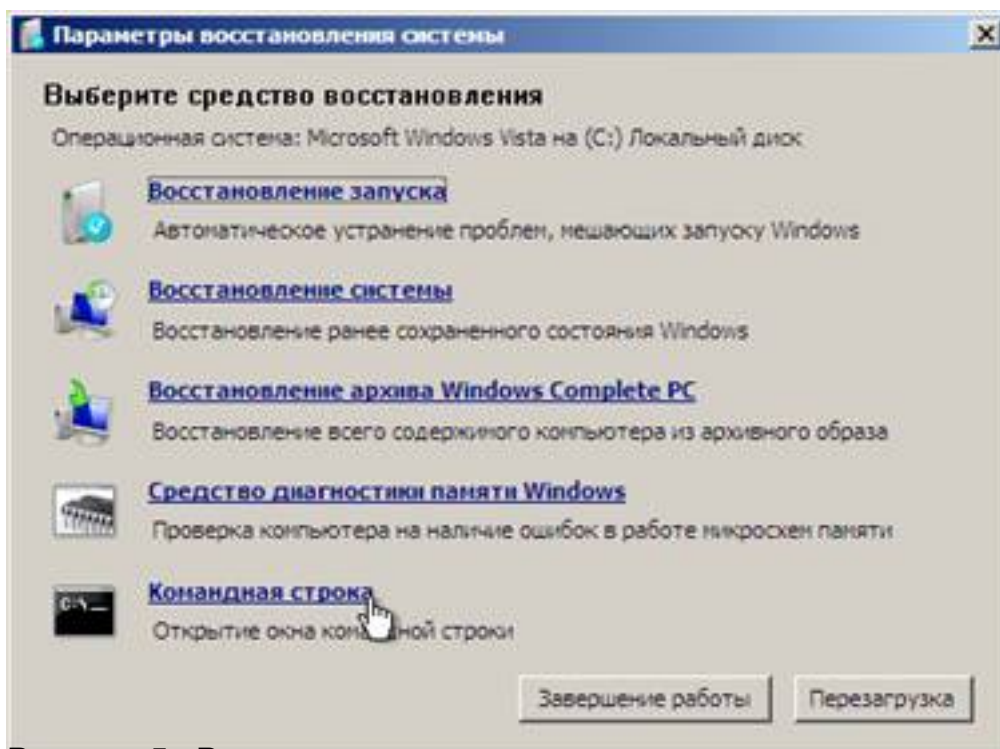 Параметры восстановления системы
Выберите средство восстановления
Операционная система: Microsoft Windows Vista на (C:) Локальный диск
Восстановление запуска
Автоматическое устранение проблем, мешающих запуску Windows
Восстановление системы
Восстановление ранее сохраненного состояния Windows
Восстановление архива Windows Complete PC
Восстановление всего содержимого компьютера из архивного образа
Средство диагностики памяти Windows
Проверка компьютера на наличие ошибок в работе микросхем памяти
C:\_
Командная строка
Открытие окна командной строки
Завершение работы
Перезагрузка